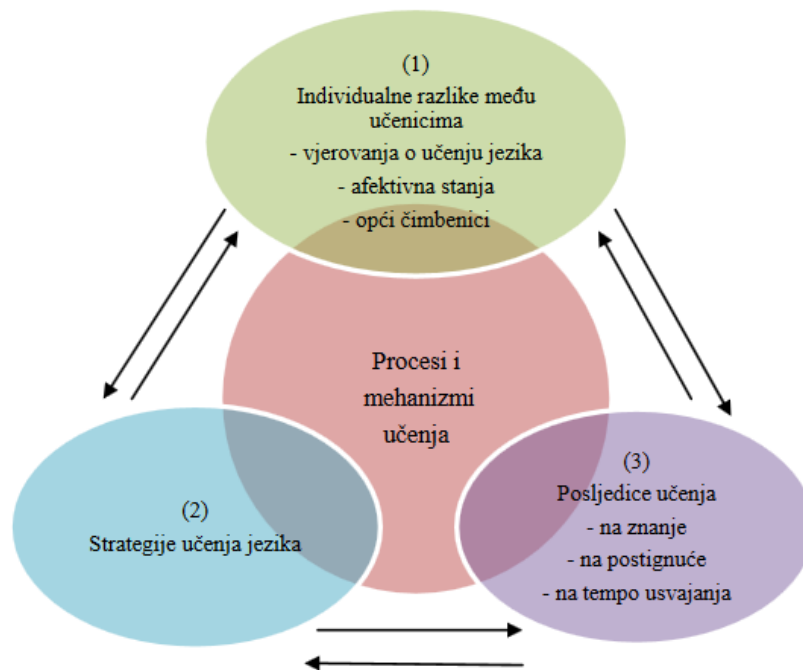 (1)
Individualne razlike među
učenicima
- vjerovanja o učenju jezika
- afektivna stanja
- opći čimbenici
Procesi i
mehanizmi
učenja
(2)
Strategije učenja jezika
(3)
Posljedice učenja
- na znanje
- na postignuće
- na tempo usvajanja